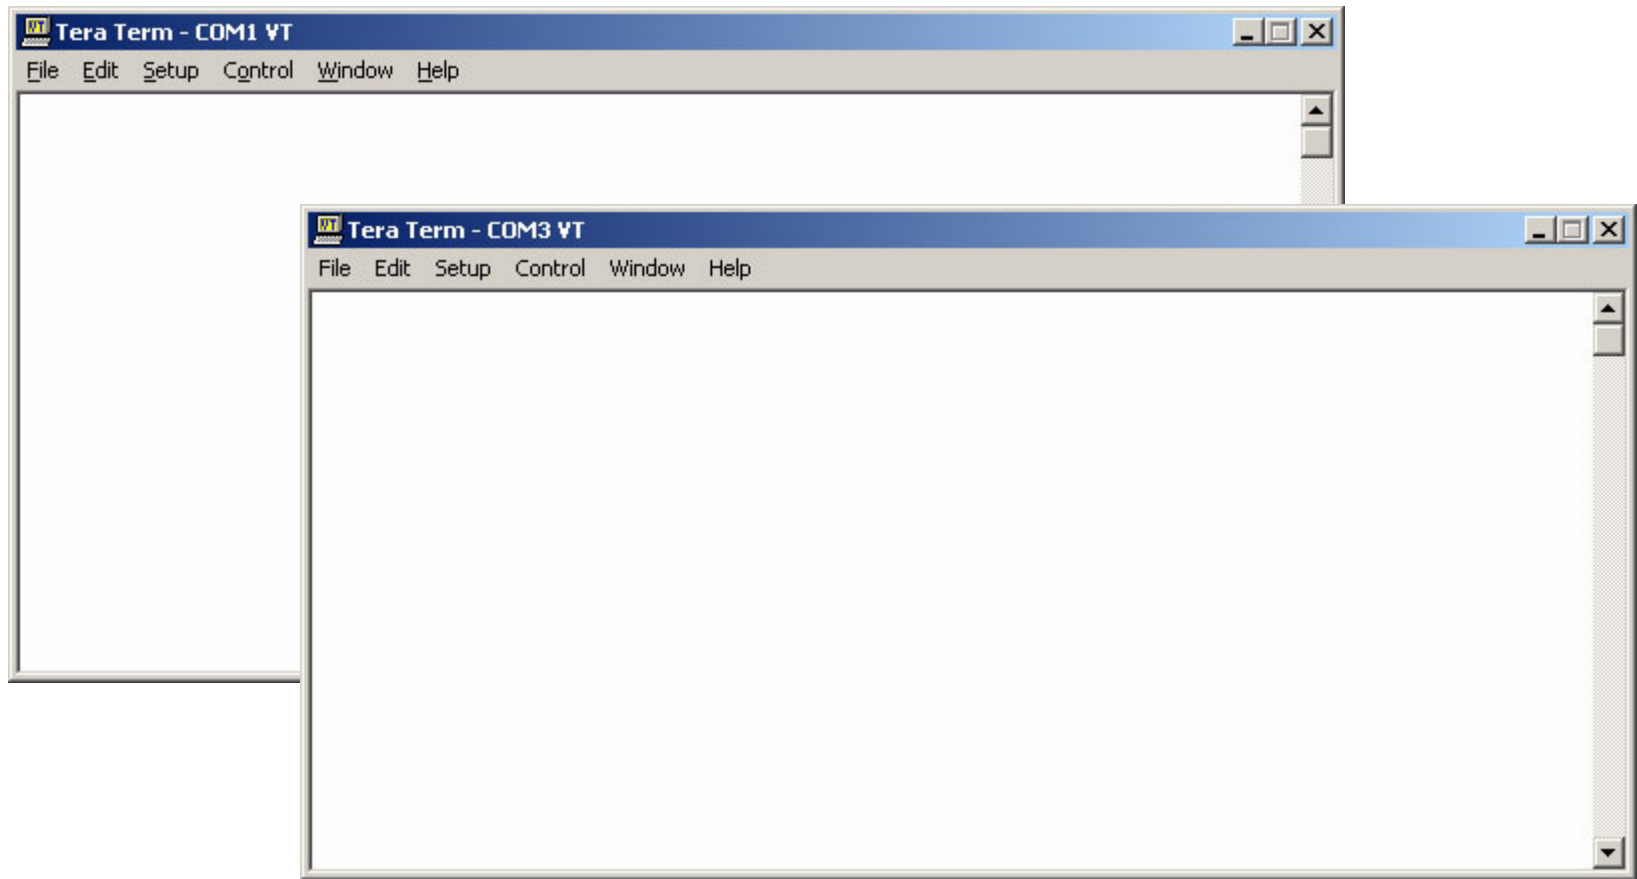 Tera Term - COM1 VT
File Edit Setup Control Window Help
Tera Term - COM3 VT
File Edit Setup Control Window Help